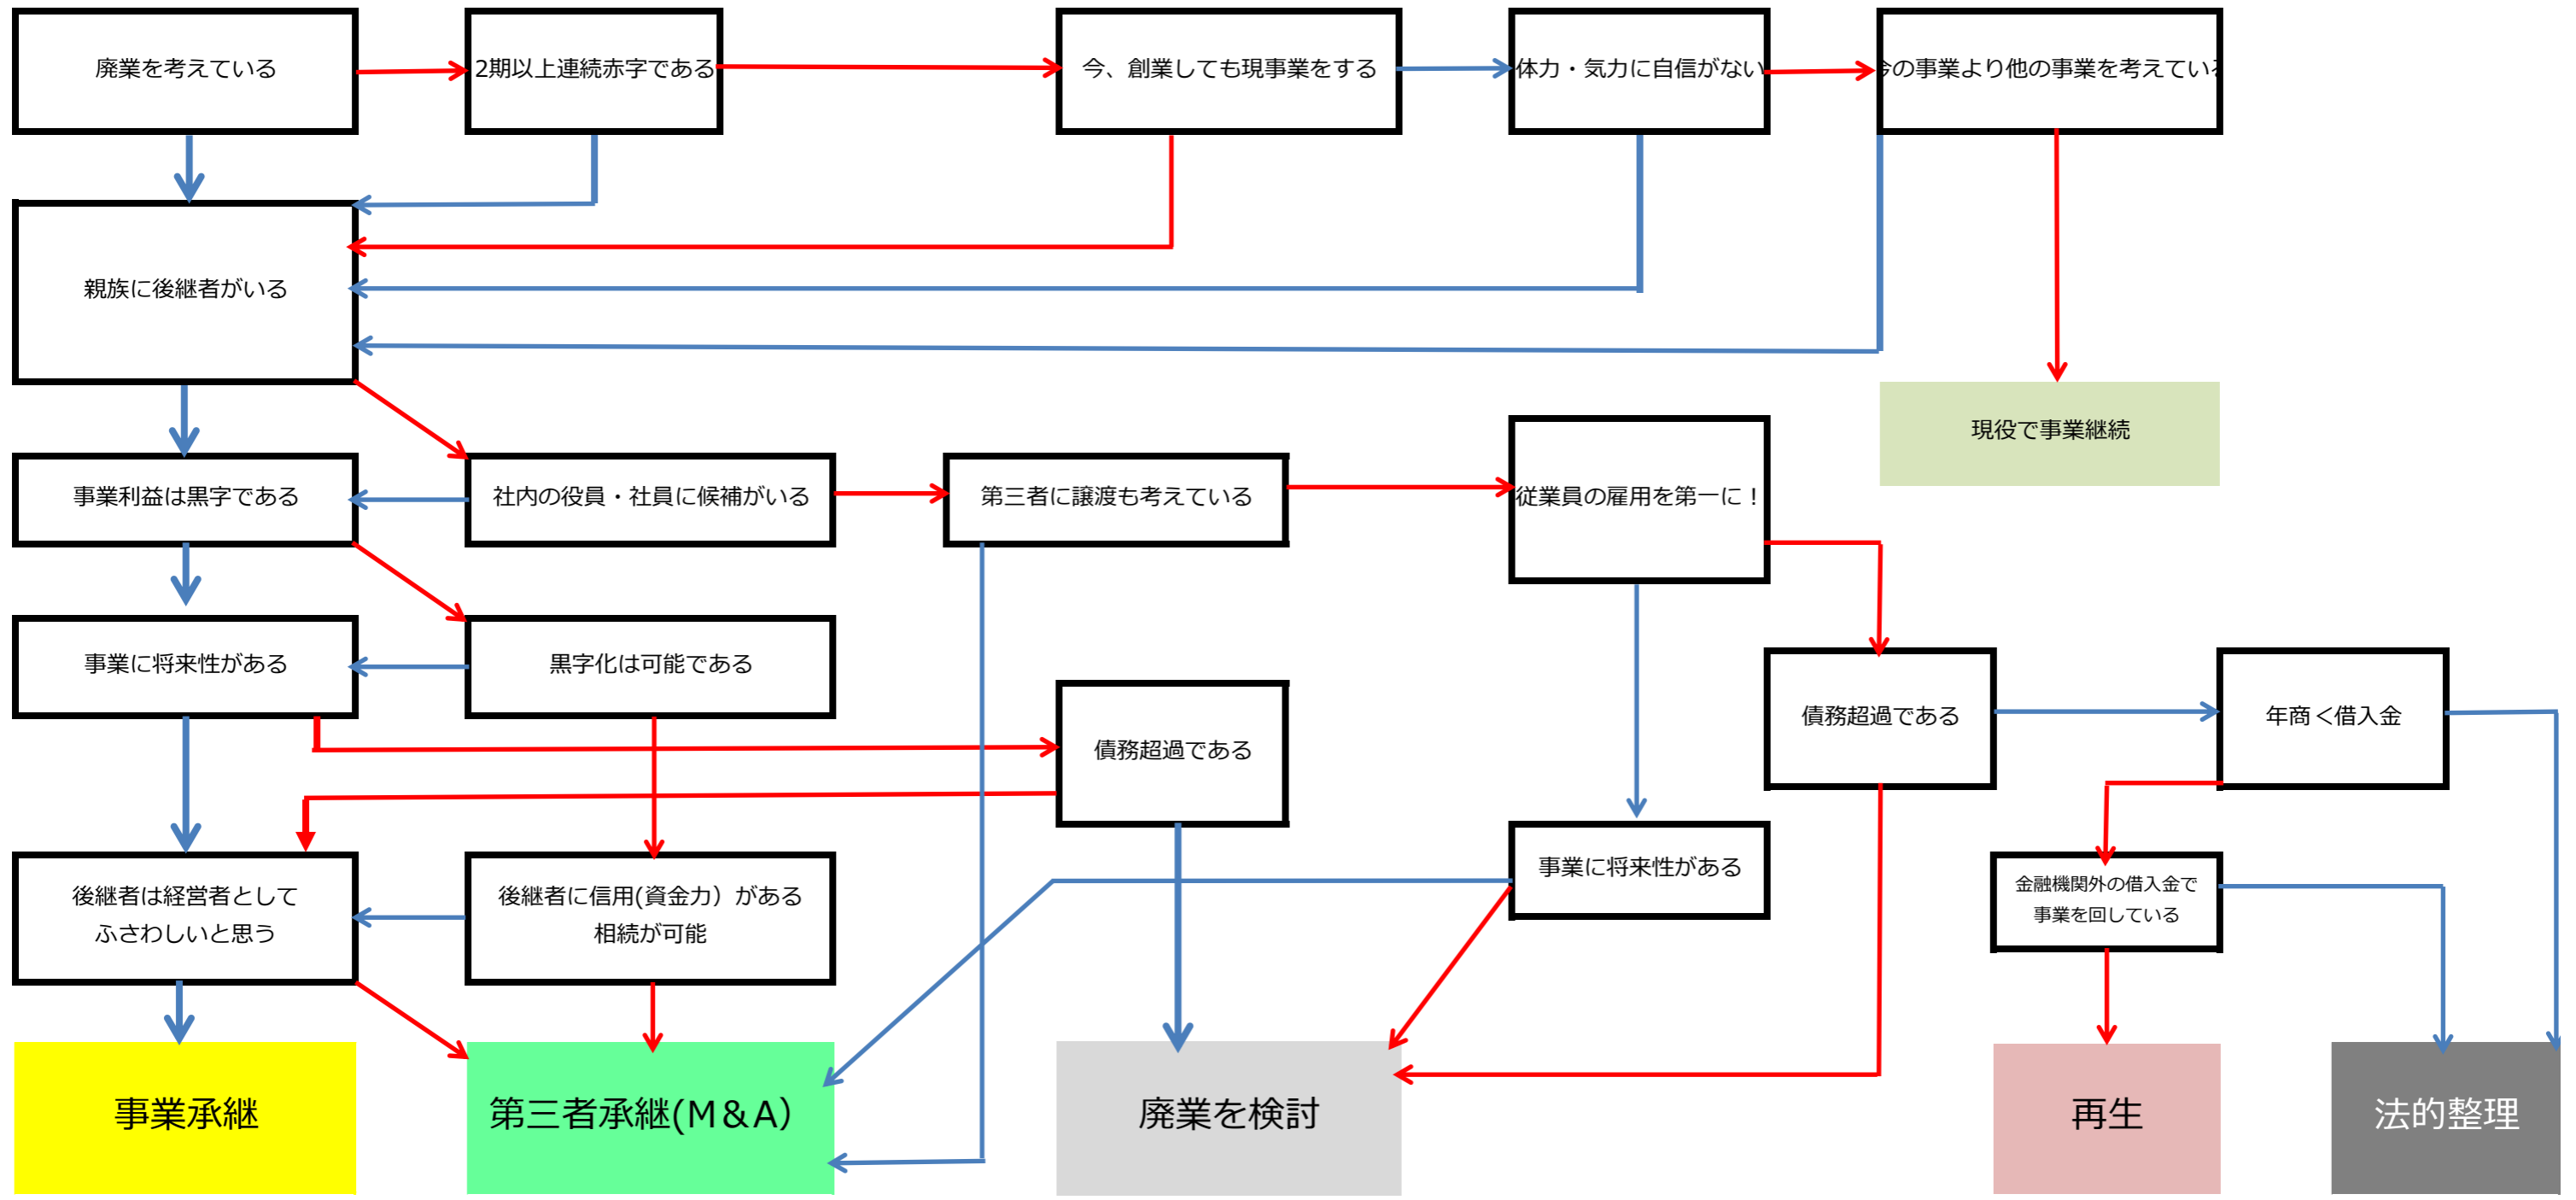 廃業を考えている
2期以上連続赤字である
今、創業しても現事業をする
体力・気力に自信がない
今の事業より他の事業を考えている
親族に後継者がいる
現役で事業継続
事業利益は黒字である
社内の役員・社員に候補がいる
第三者に譲渡も考えている
従業員の雇用を第一に！
事業に将来性がある
黒字化は可能である
債務超過である
債務超過である
年商＜借入金
事業に将来性がある
後継者は経営者として
ふさわしいと思う
後継者に信用(資金力）がある
相続が可能
金融機関外の借入金で
事業を回している
事業承継
第三者承継(M＆A）
廃業を検討
再生
法的整理